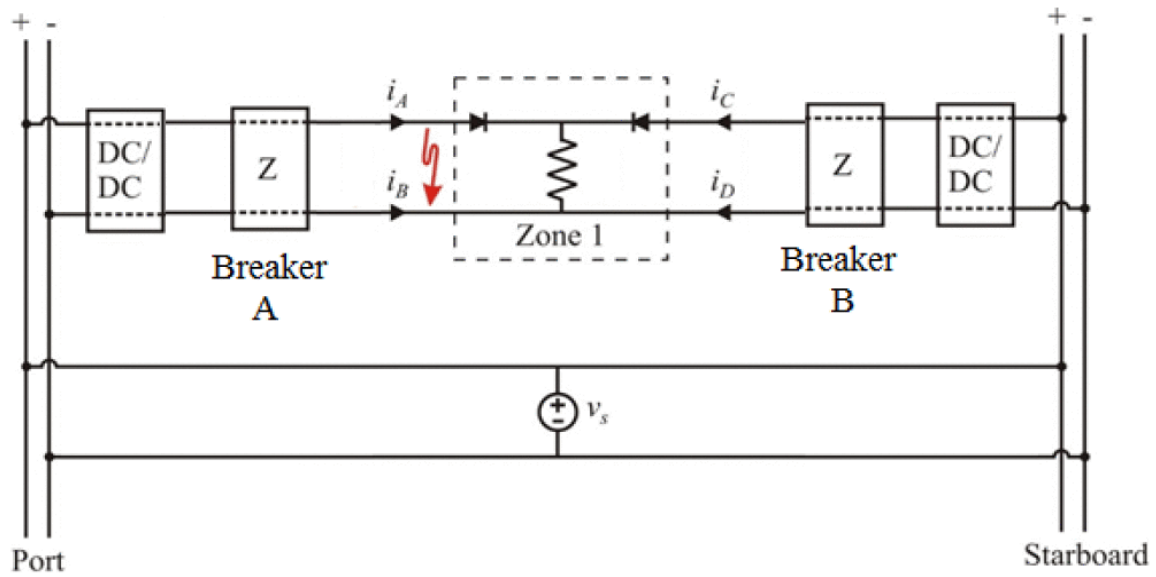 + -
+ -
DC/
DC
Z
i_A
i_B
Zone 1
i_C
i_D
Z
DC/
DC
Breaker
A
Breaker
B
+
-
v_s
Port
Starboard